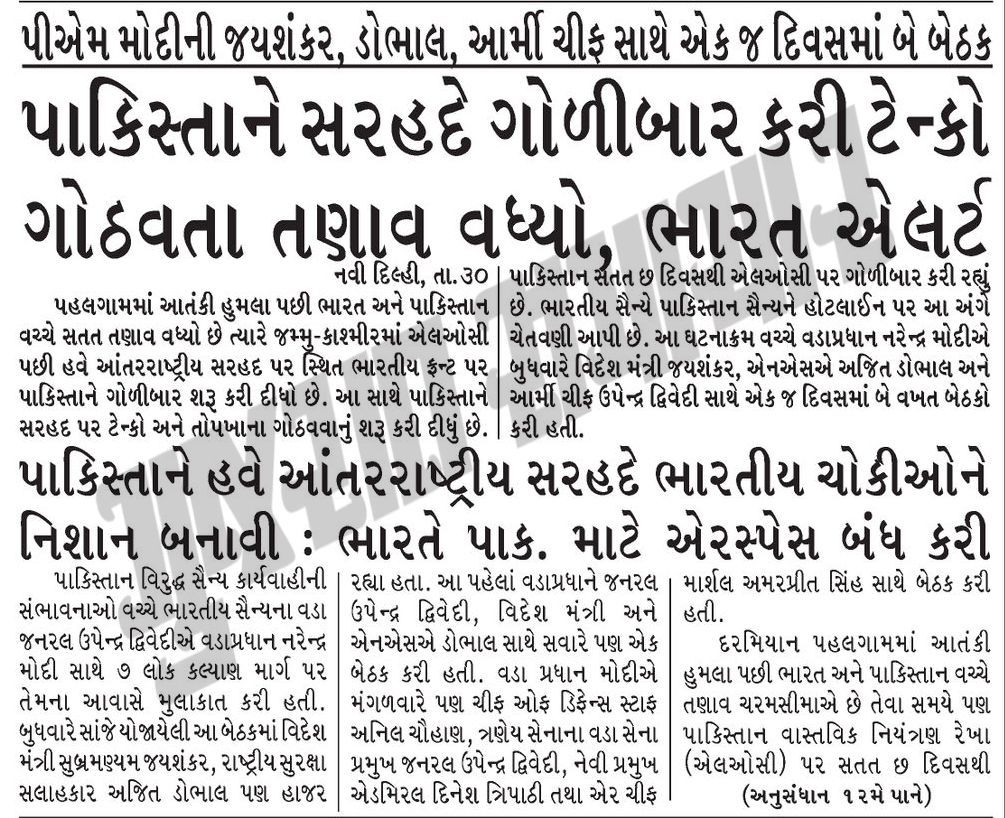 પીએમ મોદીની જયશંકર, ડોભાલ, આર્મી ચીફ સાથે એક જ દિવસમાં બે બેઠક
પાકિસ્તાને સરહદે ગોળીબાર કરી ટેન્કો
ગોઠવતા તણાવ વધ્યો, ભારત એલર્ટ
નવી દિલ્હી, તા.૩૦
પહલગામમાં આતંકી હુમલા પછી ભારત અને પાકિસ્તાન
વચ્ચે સતત તણાવ વધ્યો છે ત્યારે જમ્મુ-કાશ્મીરમાં એલઓસી
પછી હવે આંતરરાષ્ટ્રીય સરહદ પર સ્થિત ભારતીય ફ્રન્ટ પર
પાકિસ્તાને ગોળીબાર શરૂ કરી દીધો છે. આ સાથે પાકિસ્તાને
સરહદ પર ટેન્કો અને તોપખાના ગોઠવવાનું શરૂ કરી દીધું છે.
પાકિસ્તાન સતત છ દિવસથી એલઓસી પર ગોળીબાર કરી રહ્યું
છે. ભારતીય સૈન્યે પાકિસ્તાન સૈન્યને હોટલાઈન પર આ અંગે
ચેતવણી આપી છે. આ ઘટનાક્રમ વચ્ચે વડાપ્રધાન નરેન્દ્ર મોદીએ
બુધવારે વિદેશ મંત્રી જયશંકર, એનએસએ અજિત ડોભાલ અને
આર્મી ચીફ ઉપેન્દ્ર દ્વિવેદી સાથે એક જ દિવસમાં બે વખત બેઠકો
કરી હતી.
પાકિસ્તાને હવે આંતરરાષ્ટ્રીય સરહદે ભારતીય ચોકીઓને
નિશાન બનાવી : ભારતે પાક. માટે એરસ્પેસ બંધ કરી
પાકિસ્તાન વિરુદ્ધ સૈન્ય કાર્યવાહીની
સંભાવનાઓ વચ્ચે ભારતીય સૈન્યના વડા
જનરલ ઉપેન્દ્ર દ્વિવેદીએ વડાપ્રધાન નરેન્દ્ર
મોદી સાથે ૭ લોક કલ્યાણ માર્ગ પર
તેમના આવાસે મુલાકાત કરી હતી.
બુધવારે સાંજે યોજાયેલી આ બેઠકમાં વિદેશ
મંત્રી સુબ્રમણ્યમ જયશંકર, રાષ્ટ્રીય સુરક્ષા
સલાહકાર અજિત ડોભાલ પણ હાજર
રહ્યા હતા. આ પહેલાં વડાપ્રધાને જનરલ
ઉપેન્દ્ર દ્વિવેદી, વિદેશ મંત્રી અને
એનએસએ ડોભાલ સાથે સવારે પણ એક
બેઠક કરી હતી. વડા પ્રધાન મોદીએ
મંગળવારે પણ ચીફ ઓફ ડિફેન્સ સ્ટાફ
અનિલ ચૌહાણ, ત્રણેય સેનાના વડા સેના
પ્રમુખ જનરલ ઉપેન્દ્ર દ્વિવેદી, નેવી પ્રમુખ
એડમિરલ દિનેશ ત્રિપાઠી તથા એર ચીફ
માર્શલ અમરપ્રીત સિંહ સાથે બેઠક કરી
હતી.
દરમિયાન પહલગામમાં આતંકી
હુમલા પછી ભારત અને પાકિસ્તાન વચ્ચે
તણાવ ચરમસીમાએ છે તેવા સમયે પણ
પાકિસ્તાન વાસ્તવિક નિયંત્રણ રેખા
(એલઓસી) પર સતત છ દિવસથી
(અનુસંધાન ૧૨મે પાને)
ગુજરાત સમાચાર